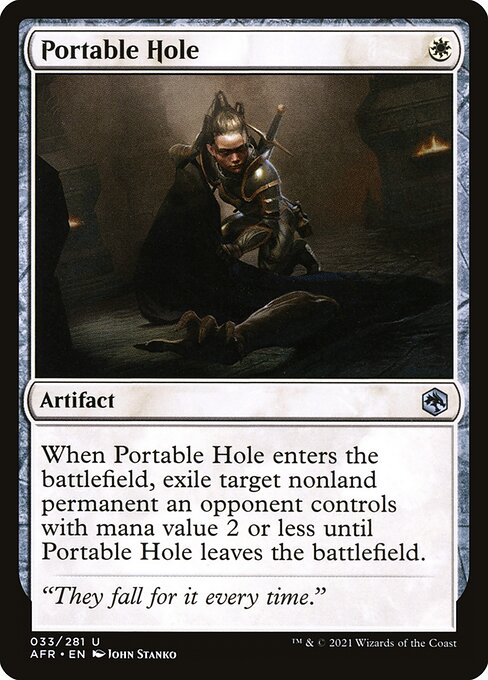 Portable Hole
Artifact
When Portable Hole enters the
battlefield, exile target nonland
permanent an opponent controls
with mana value 2 or less until
Portable Hole leaves the battlefield.
“They fall for it every time.”
033/281 U
™ & © 2021 Wizards of the Coast
AFR • EN John Stanko